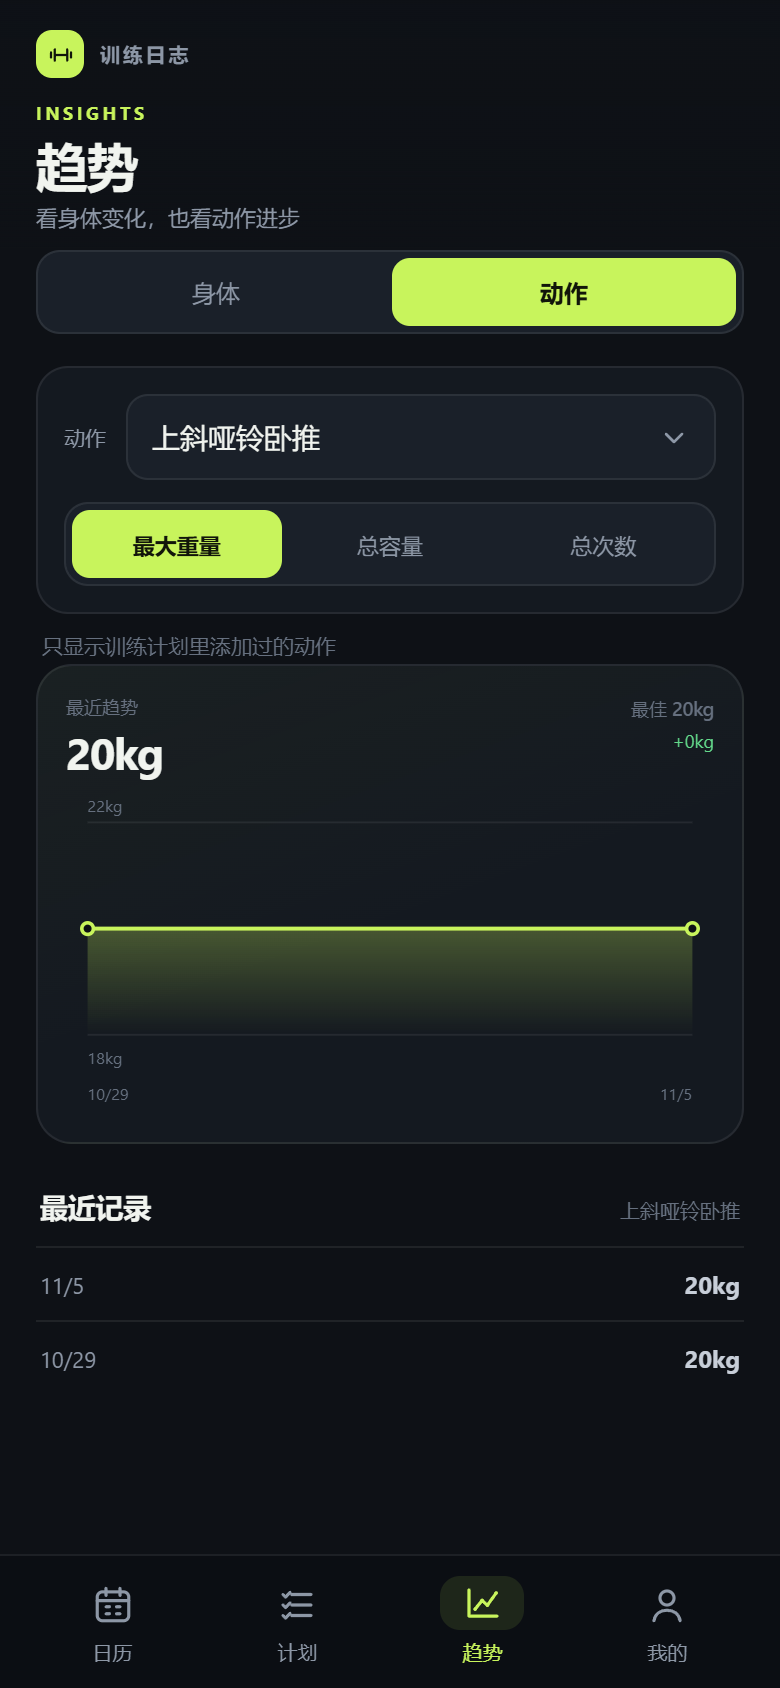 训练日志
INSIGHTS
趋势
看身体变化，也看动作进步
身体
动作
动作
上斜哑铃卧推
最大重量
总容量
总次数
只显示训练计划里添加过的动作
最近趋势
最佳 20kg
20kg
+0kg
22kg
18kg
10/29
11/5
最近记录
上斜哑铃卧推
11/5
20kg
10/29
20kg
日历
计划
趋势
我的